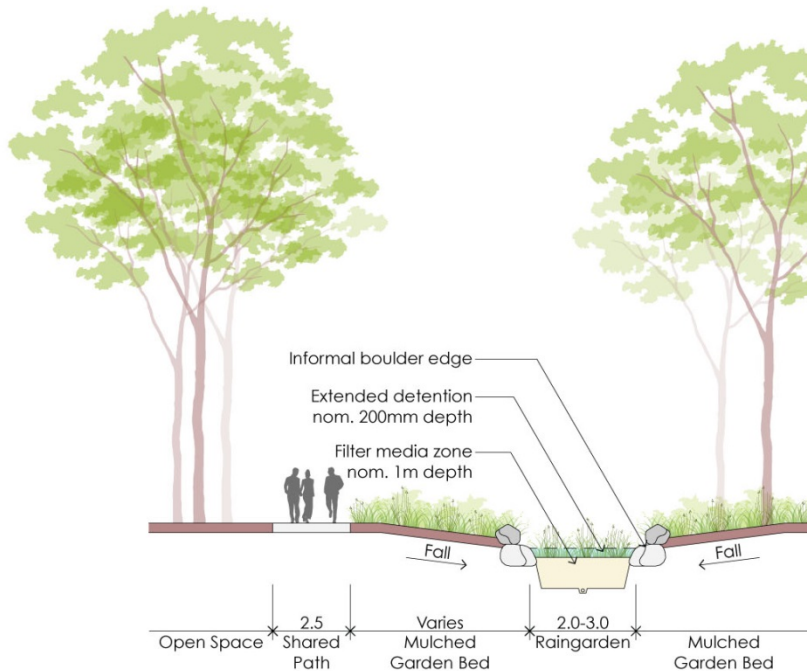 Informal boulder edge
Extended detention
nom. 200mm depth
Filter media zone
nom. 1m depth
Fall
Fall
2.5
Varies
2.0-3.0
Open Space
Shared
Path
Mulched
Garden Bed
Raingarden
Mulched
Garden Bed